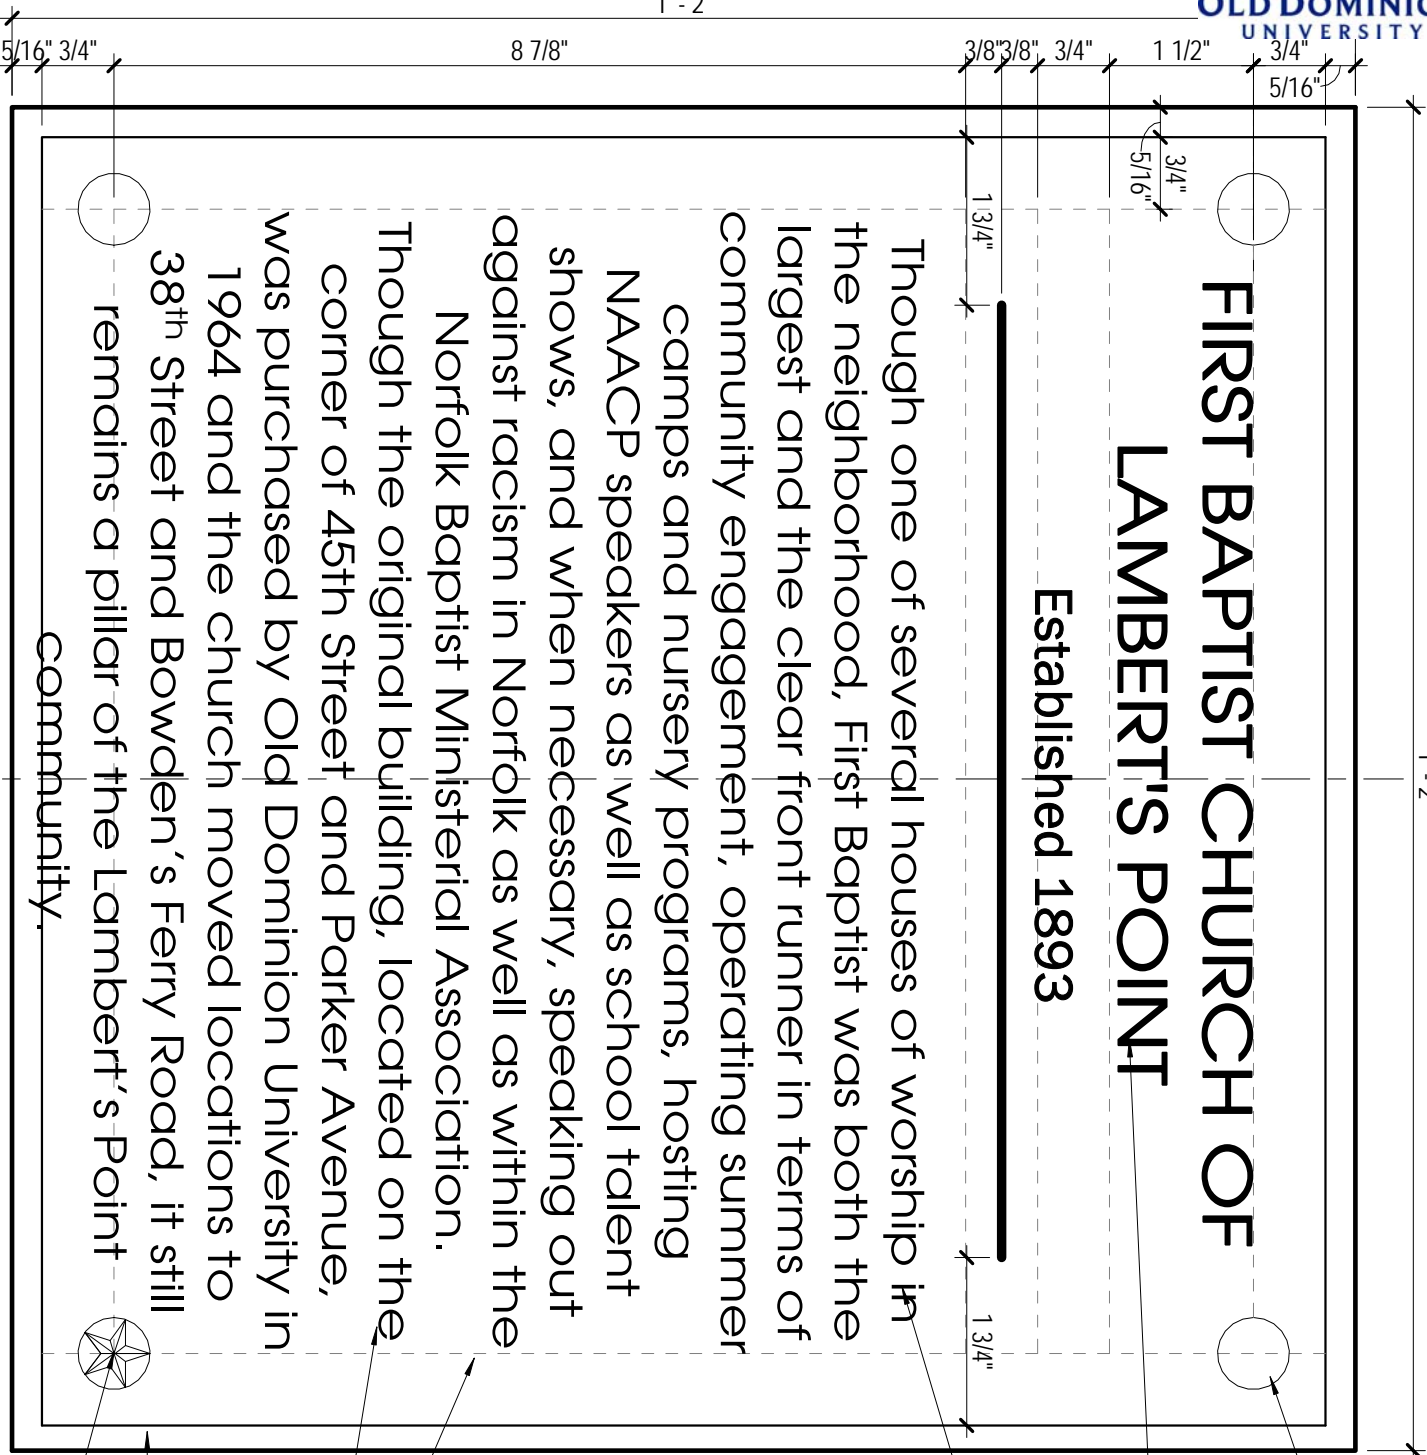 1' - 2
OLD DOMINIO
UNIVERSITY
5/16" 3/4"
8 7/8"
3/8" 3/8"
3/4"
1 1/2"
3/4"
5/16"
3/4"
5/16"
1 3/4"
FIRST BAPTIST CHURCH OF
LAMBERT'S POINT
Established 1893
Though one of several houses of worship in
the neighborhood, First Baptist was both the
largest and the clear front runner in terms of
community engagement, operating summer
camps and nursery programs, hosting
NAACP speakers as well as school talent
shows, and when necessary, speaking out
against racism in Norfolk as well as within the
Norfolk Baptist Ministerial Association.
Though the original building, located on the
corner of 45th Street and Parker Avenue,
was purchased by Old Dominion University in
1964 and the church moved locations to
38th Street and Bowden's Ferry Road, it still
remains a pillar of the Lambert's Point
community.
1 3/4"